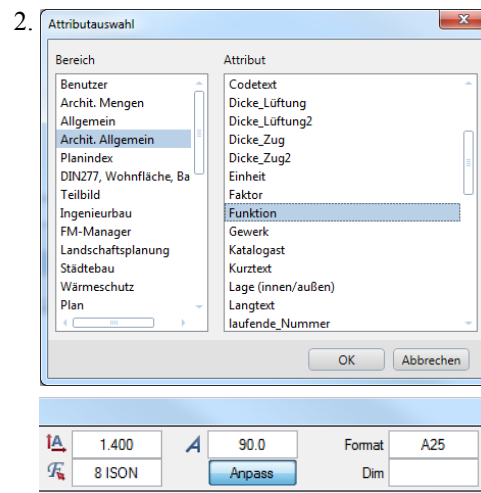 2.
Attributauswahl
Bereich
Attribut
Benutzer
Archit. Mengen
Allgemein
Archit. Allgemein
Planindex
DIN277, Wohnfläche, Ba
Teilbild
Ingenieurbau
FM-Manager
Landschaftsplanung
Städtebau
Wärmeschutz
Plan
Codetext
Dicke_Lüftung
Dicke_Lüftung2
Dicke_Zug
Dicke_Zug2
Einheit
Faktor
Funktion
Gewerk
Katalogast
Kurztext
Lage (innen/außen)
Langtext
laufende_Nummer
OK Abbrechen
1.400 90.0 Format A25
8 ISON Anpass Dim